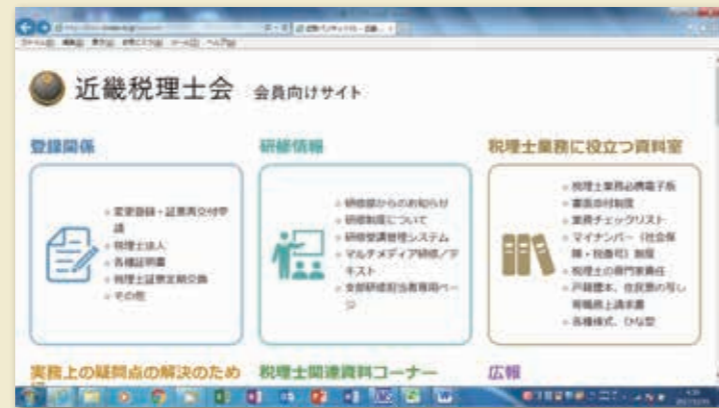 近畿税理士会 会員向けサイト
登録関係
変更登録・証票再交付申
請
税理士法人
各種証明書
税理士証票定期交換
その他
研修情報
研修部からのお知らせ
研修制度について
研修受講管理システム
マルチメディア研修／テ
キスト
支部研修担当者専用ペー
ジ
税理士業務に役立つ資料室
税理士業務必携電子版
書面添付制度
業務チェックリスト
マイナンバー（社会保
障・税番号）制度
税理士の専門家責任
戸籍謄本、住民票の写し
等職務上請求書
各種様式、ひな型
実務上の疑問点の解決のため
税理士関連資料コーナー
広報